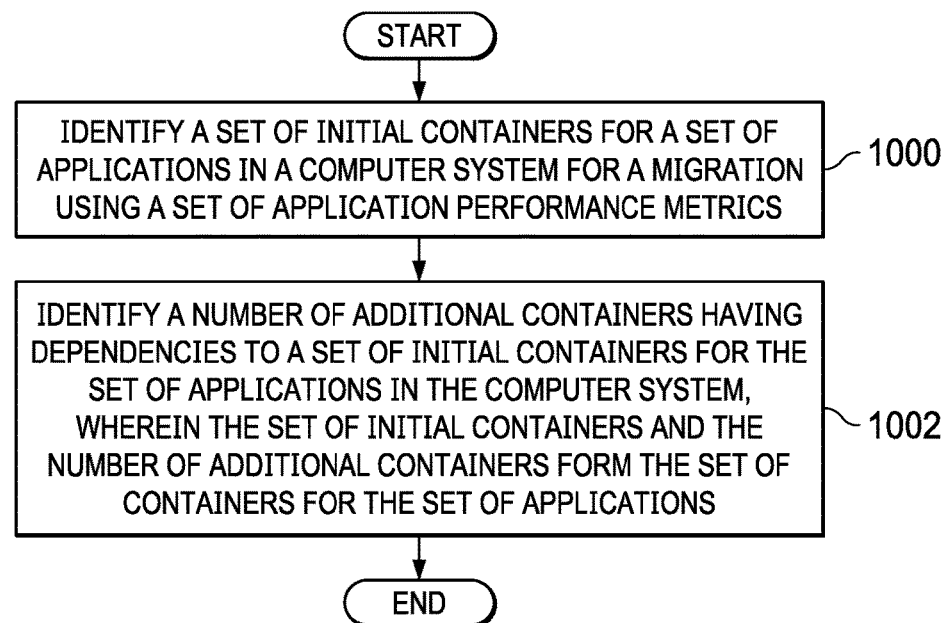 START
IDENTIFY A SET OF INITIAL CONTAINERS FOR A SET OF
APPLICATIONS IN A COMPUTER SYSTEM FOR A MIGRATION
USING A SET OF APPLICATION PERFORMANCE METRICS
1000
IDENTIFY A NUMBER OF ADDITIONAL CONTAINERS HAVING
DEPENDENCIES TO A SET OF INITIAL CONTAINERS FOR THE
SET OF APPLICATIONS IN THE COMPUTER SYSTEM,
WHEREIN THE SET OF INITIAL CONTAINERS AND THE
NUMBER OF ADDITIONAL CONTAINERS FORM THE SET OF
CONTAINERS FOR THE SET OF APPLICATIONS
1002
END